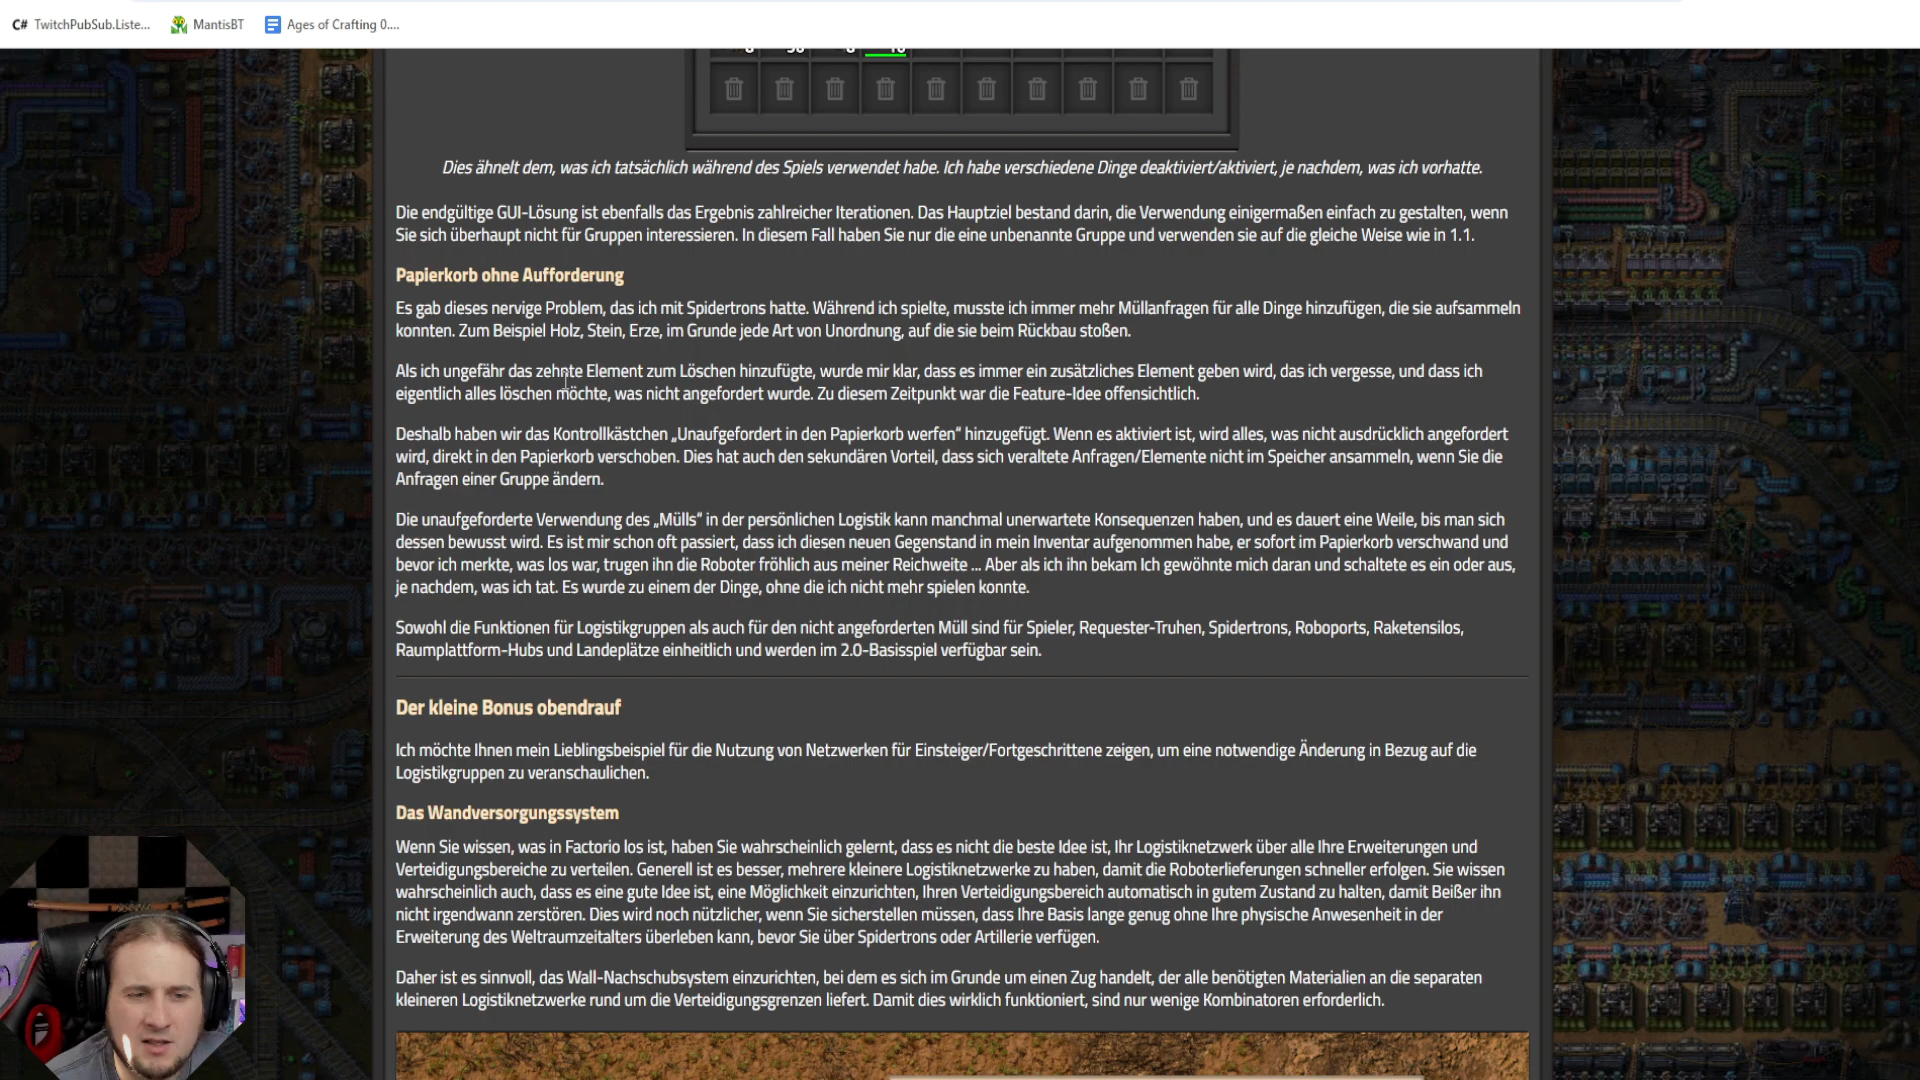 C# TwitchPubSub.Liste... MantisBT Ages of Crafting 0....
Dies ähnelt dem, was ich tatsächlich während des Spiels verwendet habe. Ich habe verschiedene Dinge deaktiviert/aktiviert, je nachdem, was ich vorhatte.
Die endgültige GUI-Lösung ist ebenfalls das Ergebnis zahlreicher Iterationen. Das Hauptziel bestand darin, die Verwendung einigermaßen einfach zu gestalten, wenn
Sie sich überhaupt nicht für Gruppen interessieren. In diesem Fall haben Sie nur die eine unbenannte Gruppe und verwenden sie auf die gleiche Weise wie in 1.1.
Papierkorb ohne Aufforderung
Es gab dieses nervige Problem, das ich mit Spidertrons hatte. Während ich spielte, musste ich immer mehr Müllanfragen für alle Dinge hinzufügen, die sie aufsammeln
konnten. Zum Beispiel Holz, Stein, Erze, im Grunde jede Art von Unordnung, auf die sie beim Rückbau stoßen.
Als ich ungefähr das zehnte Element zum Löschen hinzufügte, wurde mir klar, dass es immer ein zusätzliches Element geben wird, das ich vergesse, und dass ich
eigentlich alles löschen möchte, was nicht angefordert wurde. Zu diesem Zeitpunkt war die Feature-Idee offensichtlich.
Deshalb haben wir das Kontrollkästchen „Unaufgefordert in den Papierkorb werfen“ hinzugefügt. Wenn es aktiviert ist, wird alles, was nicht ausdrücklich angefordert
wird, direkt in den Papierkorb verschoben. Dies hat auch den sekundären Vorteil, dass sich veraltete Anfragen/Elemente nicht im Speicher ansammeln, wenn Sie die
Anfragen einer Gruppe ändern.
Die unaufgeforderte Verwendung des „Mülls“ in der persönlichen Logistik kann manchmal unerwartete Konsequenzen haben, und es dauert eine Weile, bis man sich
dessen bewusst wird. Es ist mir schon oft passiert, dass ich diesen neuen Gegenstand in mein Inventar aufgenommen habe, er sofort im Papierkorb verschwand und
bevor ich merkte, was los war, trugen ihn die Roboter fröhlich aus meiner Reichweite ... Aber als ich ihn bekam Ich gewöhnte mich daran und schaltete es ein oder aus,
je nachdem, was ich tat. Es wurde zu einem der Dinge, ohne die ich nicht mehr spielen konnte.
Sowohl die Funktionen für Logistikgruppen als auch für den nicht angeforderten Müll sind für Spieler, Requester-Truhen, Spidertrons, Roboports, Raketensilos,
Raumplattform-Hubs und Landeplätze einheitlich und werden im 2.0-Basisspiel verfügbar sein.
Der kleine Bonus obendrauf
Ich möchte Ihnen mein Lieblingsbeispiel für die Nutzung von Netzwerken für Einsteiger/Fortgeschrittene zeigen, um eine notwendige Änderung in Bezug auf die
Logistikgruppen zu veranschaulichen.
Das Wandversorgungssystem
Wenn Sie wissen, was in Factorio los ist, haben Sie wahrscheinlich gelernt, dass es nicht die beste Idee ist, Ihr Logistiknetzwerk über alle Ihre Erweiterungen und
Verteidigungsbereiche zu verteilen. Generell ist es besser, mehrere kleinere Logistiknetzwerke zu haben, damit die Roboterlieferungen schneller erfolgen. Sie wissen
wahrscheinlich auch, dass es eine gute Idee ist, eine Möglichkeit einzurichten, Ihren Verteidigungsbereich automatisch in gutem Zustand zu halten, damit Beißer ihn
nicht irgendwann zerstören. Dies wird noch nützlicher, wenn Sie sicherstellen müssen, dass Ihre Basis lange genug ohne Ihre physische Anwesenheit in der
Erweiterung des Weltraumzeitalters überleben kann, bevor Sie über Spidertrons oder Artillerie verfügen.
Daher ist es sinnvoll, das Wall-Nachschubsystem einzurichten, bei dem es sich im Grunde um einen Zug handelt, der alle benötigten Materialien an die separaten
kleineren Logistiknetzwerke rund um die Verteidigungsgrenzen liefert. Damit dies wirklich funktioniert, sind nur wenige Kombinatoren erforderlich.